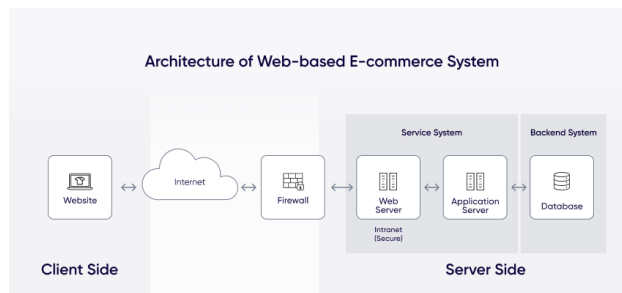 Architecture of Web-based E-commerce System
Service System
Backend System
Website
Internet
Firewall
Web
Server
Application
Server
Database
Intranet
(Secure)
Client Side
Server Side